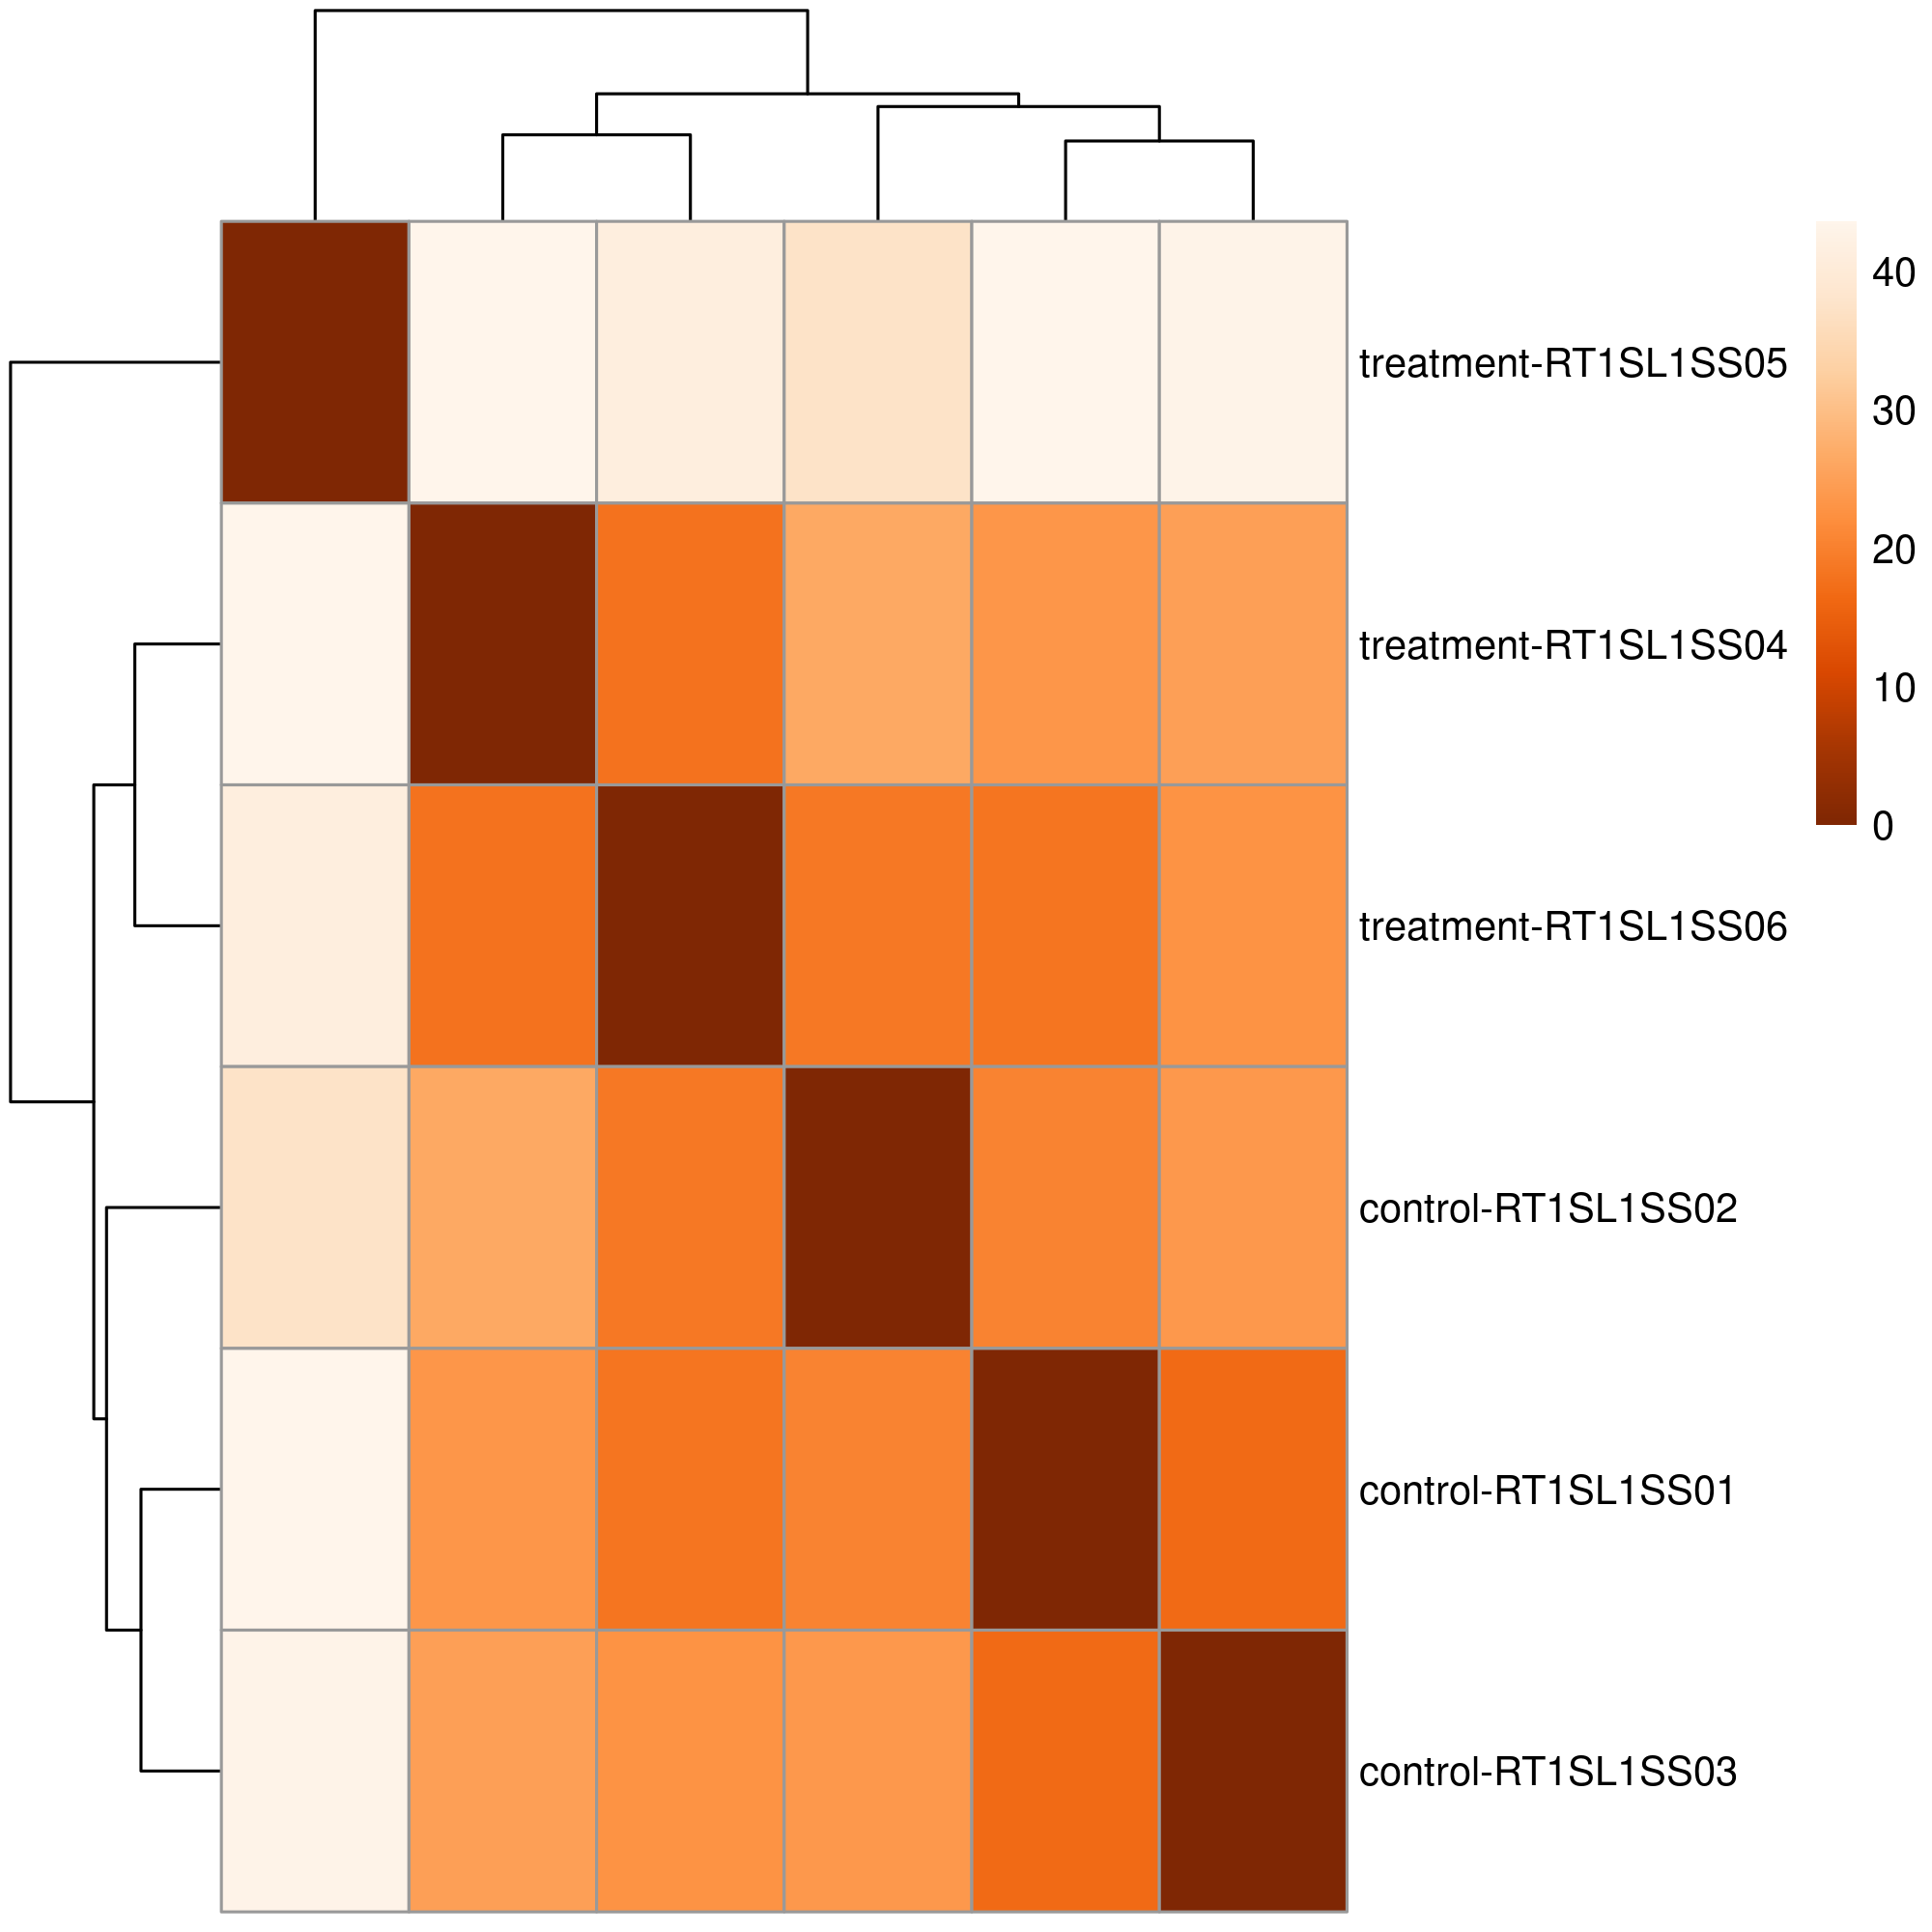 treatment-RT1SL1SS05
treatment-RT1SL1SS04
treatment-RT1SL1SS06
control-RT1SL1SS02
control-RT1SL1SS01
control-RT1SL1SS03
40
30
20
10
0